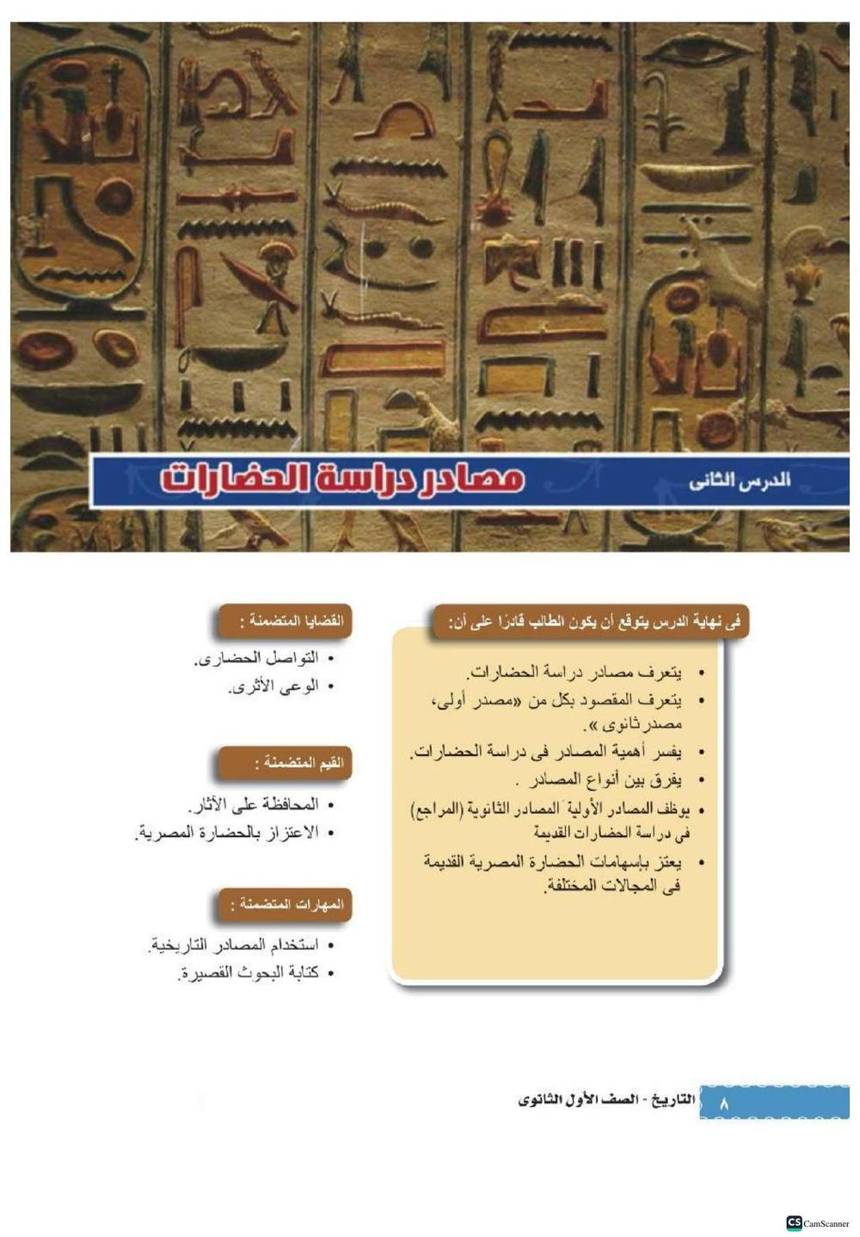 الدرس الثانى
مصادر دراسة الحضارات
فى نهاية الدرس يتوقع أن يكون الطالب قادرًا على أن:
• يتعرف مصادر دراسة الحضارات.
• يتعرف المقصود بكل من «مصدر أولى،
مصدر ثانوى ».
• يفسر أهمية المصادر فى دراسة الحضارات.
• يفرق بين أنواع المصادر .
• يوظف المصادر الأولية المصادر الثانوية (المراجع)
فى دراسة الحضارات القديمة
• يعتز بإسهامات الحضارة المصرية القديمة
فى المجالات المختلفة.
القضايا المتضمنة :
• التواصل الحضارى.
• الوعى الأثرى.
القيم المتضمنة :
• المحافظة على الآثار.
• الاعتزاز بالحضارة المصرية.
المهارات المتضمنة :
• استخدام المصادر التاريخية.
• كتابة البحوث القصيرة.
٨ التاريخ - الصف الأول الثانوى
CS CamScanner